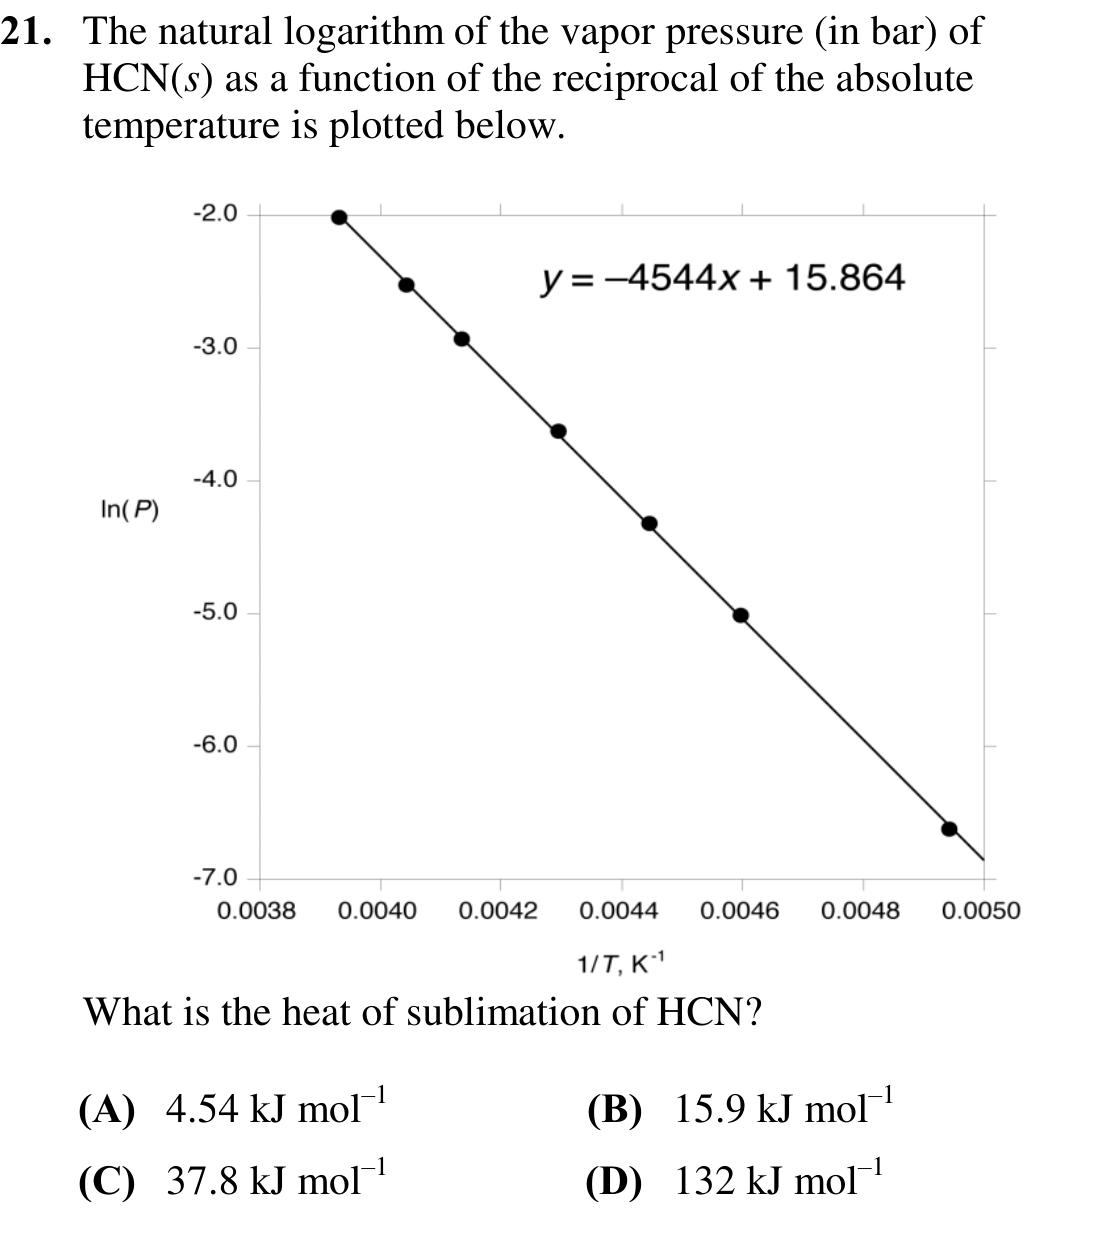 21. The natural logarithm of the vapor pressure (in bar) of
HCN(s) as a function of the reciprocal of the absolute
temperature is plotted below.
-2.0
y = –4544x + 15.864
-3.0
-4.0
ln(P)
-5.0
-6.0
-7.0
0.0038 0.0040 0.0042 0.0044 0.0046 0.0048 0.0050
1/T, K⁻¹
What is the heat of sublimation of HCN?
(A) 4.54 kJ mol⁻¹ (B) 15.9 kJ mol⁻¹
(C) 37.8 kJ mol⁻¹ (D) 132 kJ mol⁻¹